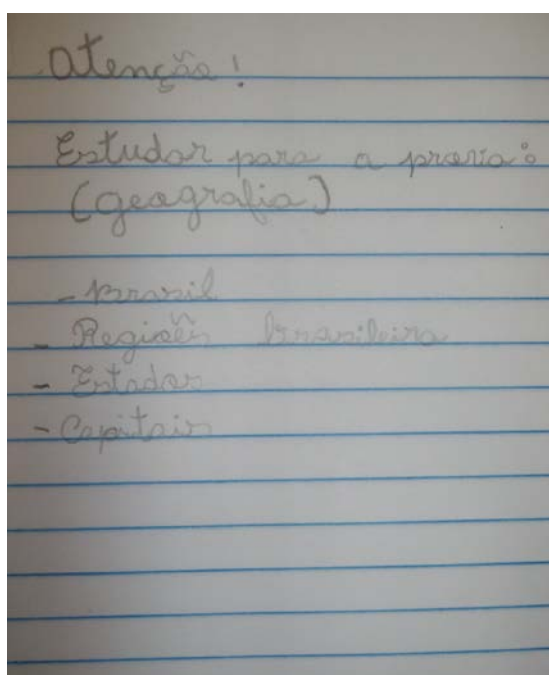 Atenção!
Estudar para a prova:
(geografia)
- Brasil
- Regiões brasileira
- Estados
- Capitais